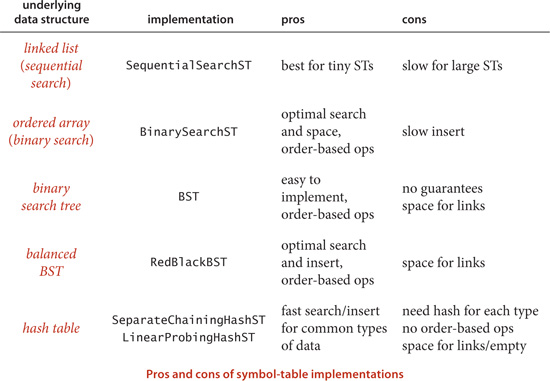 underlying
data structure implementation pros cons
linked list
(sequential
search) SequentialSearchST best for tiny STs slow for large STs
ordered array
(binary search) BinarySearchST optimal search
and space,
order-based ops slow insert
binary
search tree BST easy to
implement,
order-based ops no guarantees
space for links
balanced
BST RedBlackBST optimal search
and insert,
order-based ops space for links
hash table SeparateChainingHashST
LinearProbingHashST fast search/insert
for common types
of data need hash for each type
no order-based ops
space for links/empty
Pros and cons of symbol-table implementations